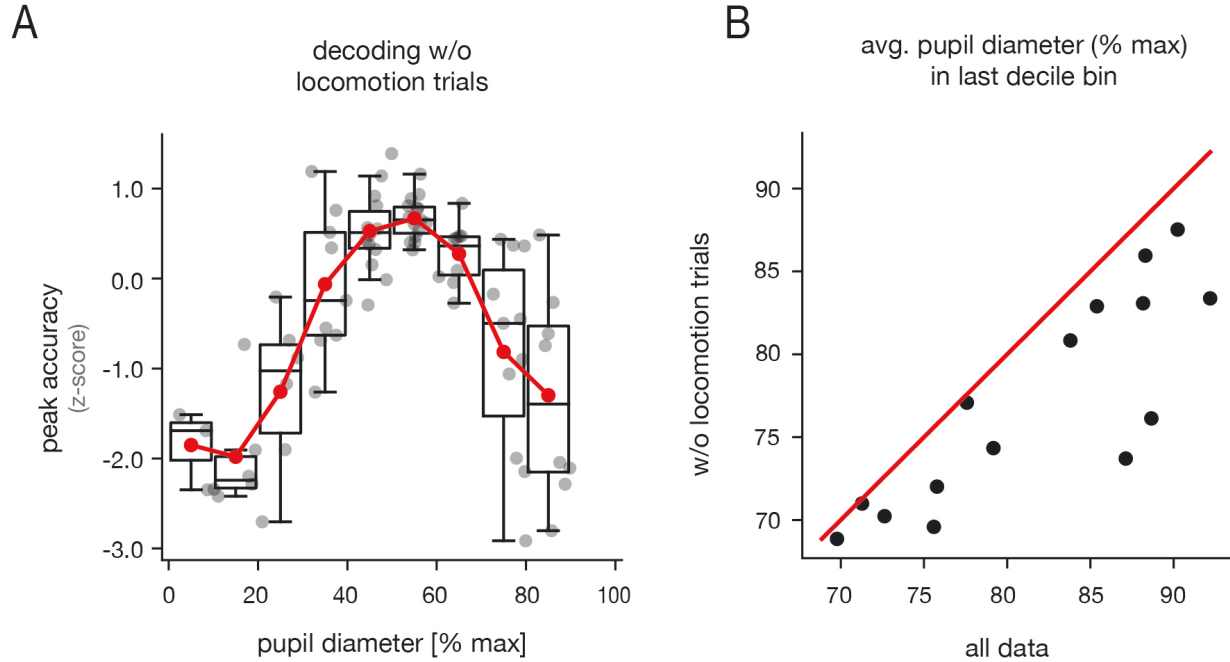 A
decoding w/o
locomotion trials
peak accuracy
(z-score)
1.0
0.0
-1.0
-2.0
-3.0
0
20
40
60
80
100
pupil diameter [% max]
B
avg. pupil diameter (% max)
in last decile bin
w/o locomotion trials
90
85
80
75
70
70
75
80
85
90
all data